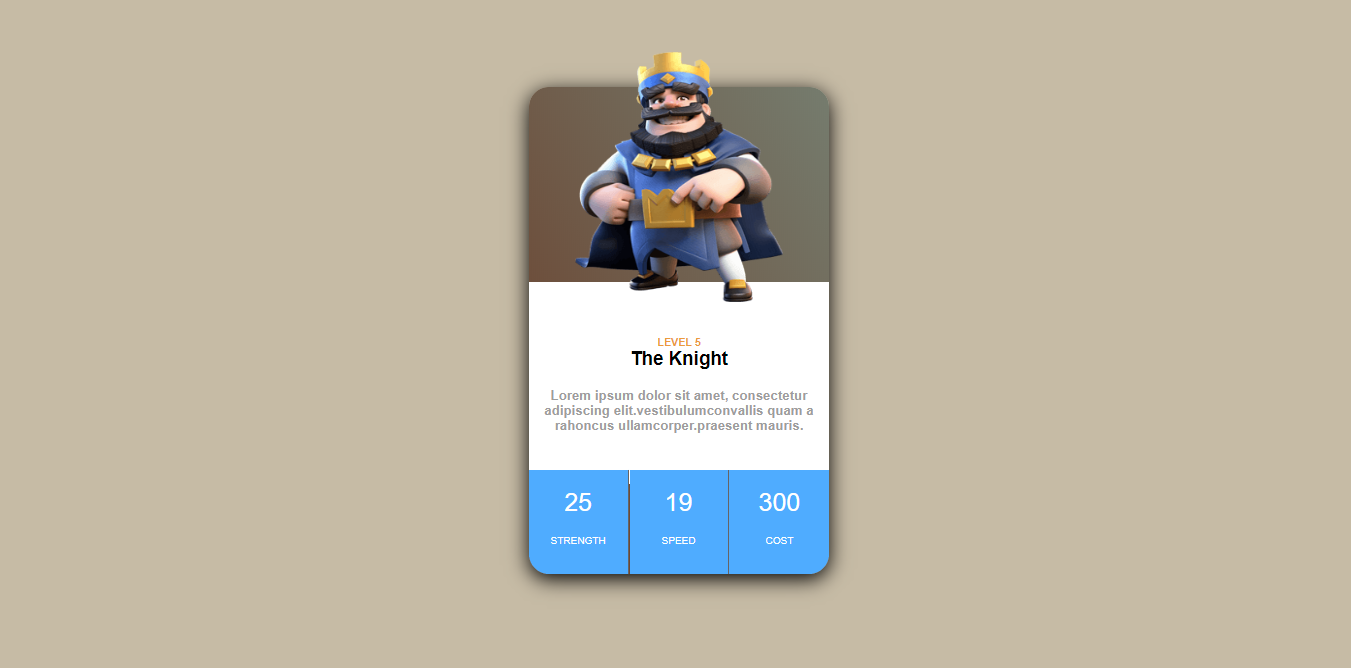 LEVEL 5
The Knight
Lorem ipsum dolor sit amet, consectetur
adipiscing elit.vestibulumconvallis quam a
rahoncus ullamcorper.praesent mauris.
25 19 300
STRENGTH SPEED COST